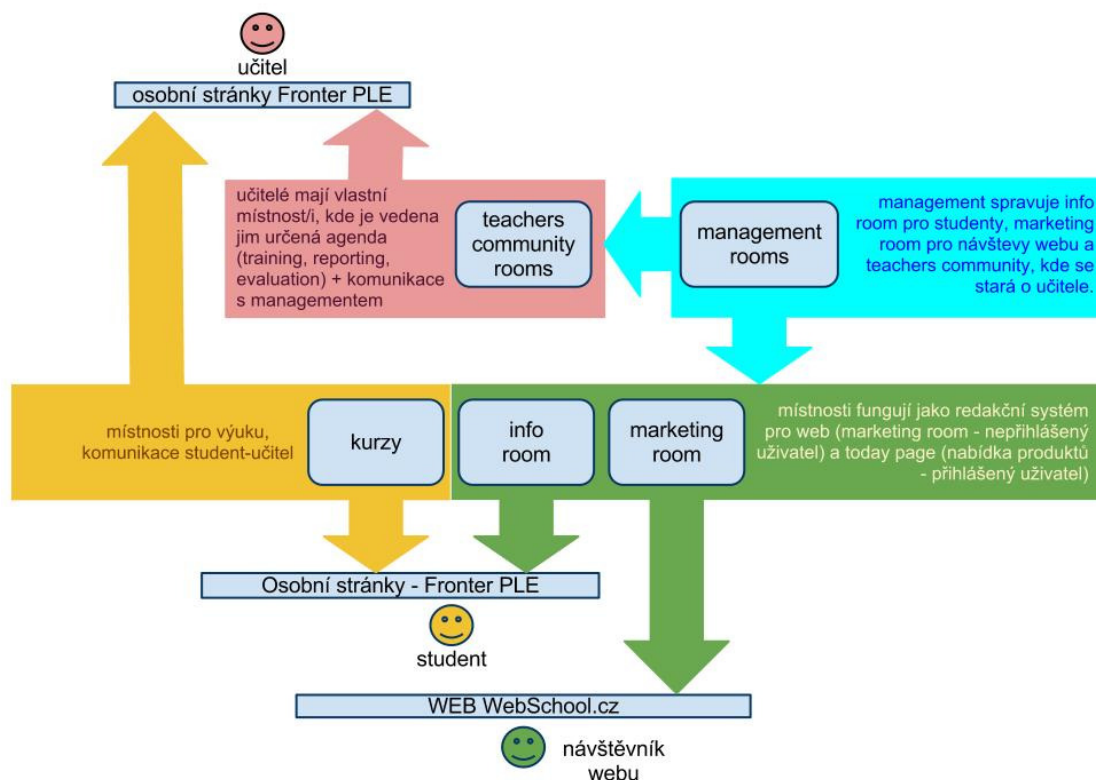 učitel
osobní stránky Fronter PLE
učitelé mají vlastní
místnost/i, kde je vedena
jim určená agenda
(training, reporting,
evaluation) + komunikace
s managementem
teachers
community
rooms
management
rooms
management spravuje info
room pro studenty, marketing
room pro návštevy webu a
teachers community, kde se
stará o učitele.
místnosti pro výuku,
komunikace student-učitel
kurzy
info
room
marketing
room
místnosti fungují jako redakční systém
pro web (marketing room - nepřihlášený
uživatel) a today page (nabídka produktů
- přihlášený uživatel)
Osobní stránky - Fronter PLE
student
WEB WebSchool.cz
návštěvník
webu